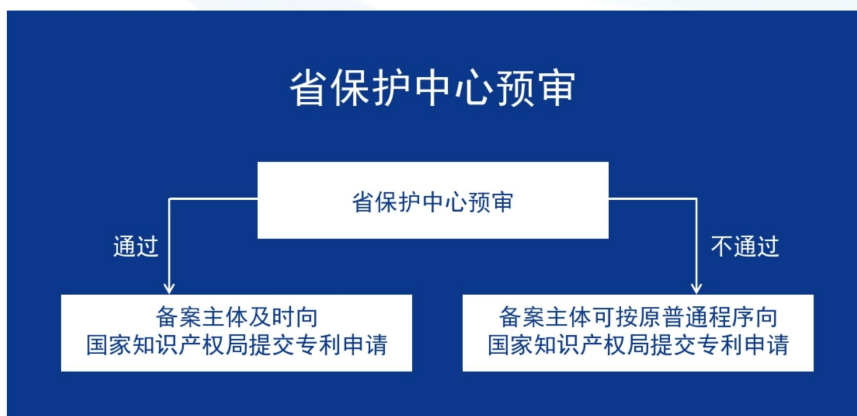 省保护中心预审
省保护中心预审
通过
不通过
备案主体及时向
国家知识产权局提交专利申请
备案主体可按原普通程序向
国家知识产权局提交专利申请